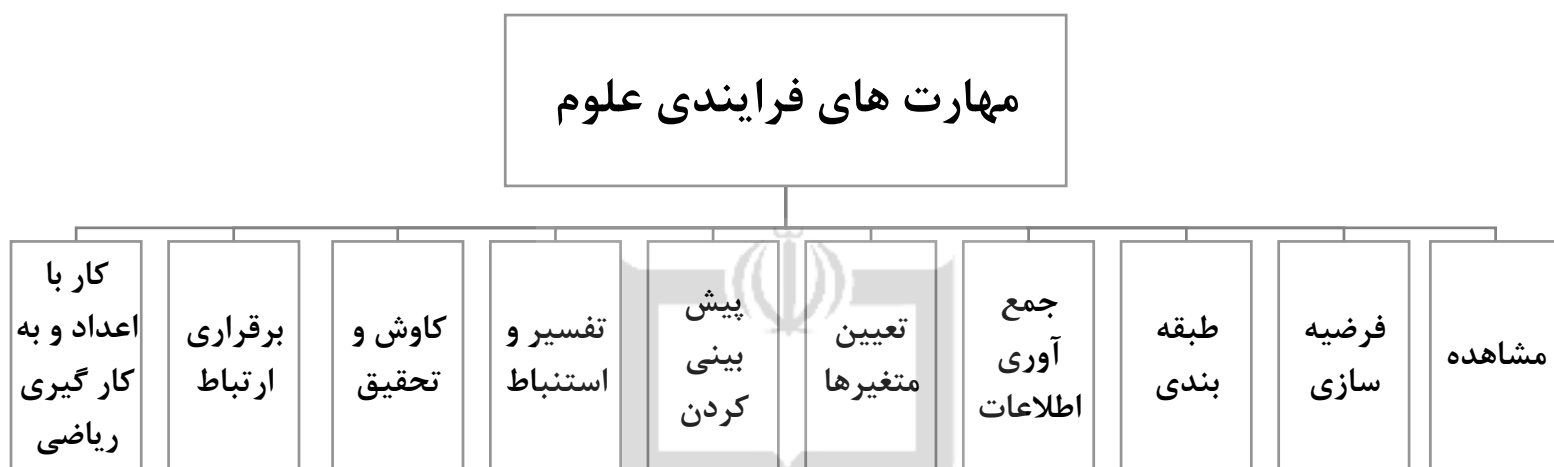 مهارت های فرایندی علوم
مشاهده
فرضیه
سازی
طبقه
بندی
جمع
آوری
اطلاعات
تعیین
متغیرها
پیش
بینی
کردن
تفسیر و
استنباط
کاوش و
تحقیق
برقراری
ارتباط
کار با
اعداد و به
کار گیری
ریاضی